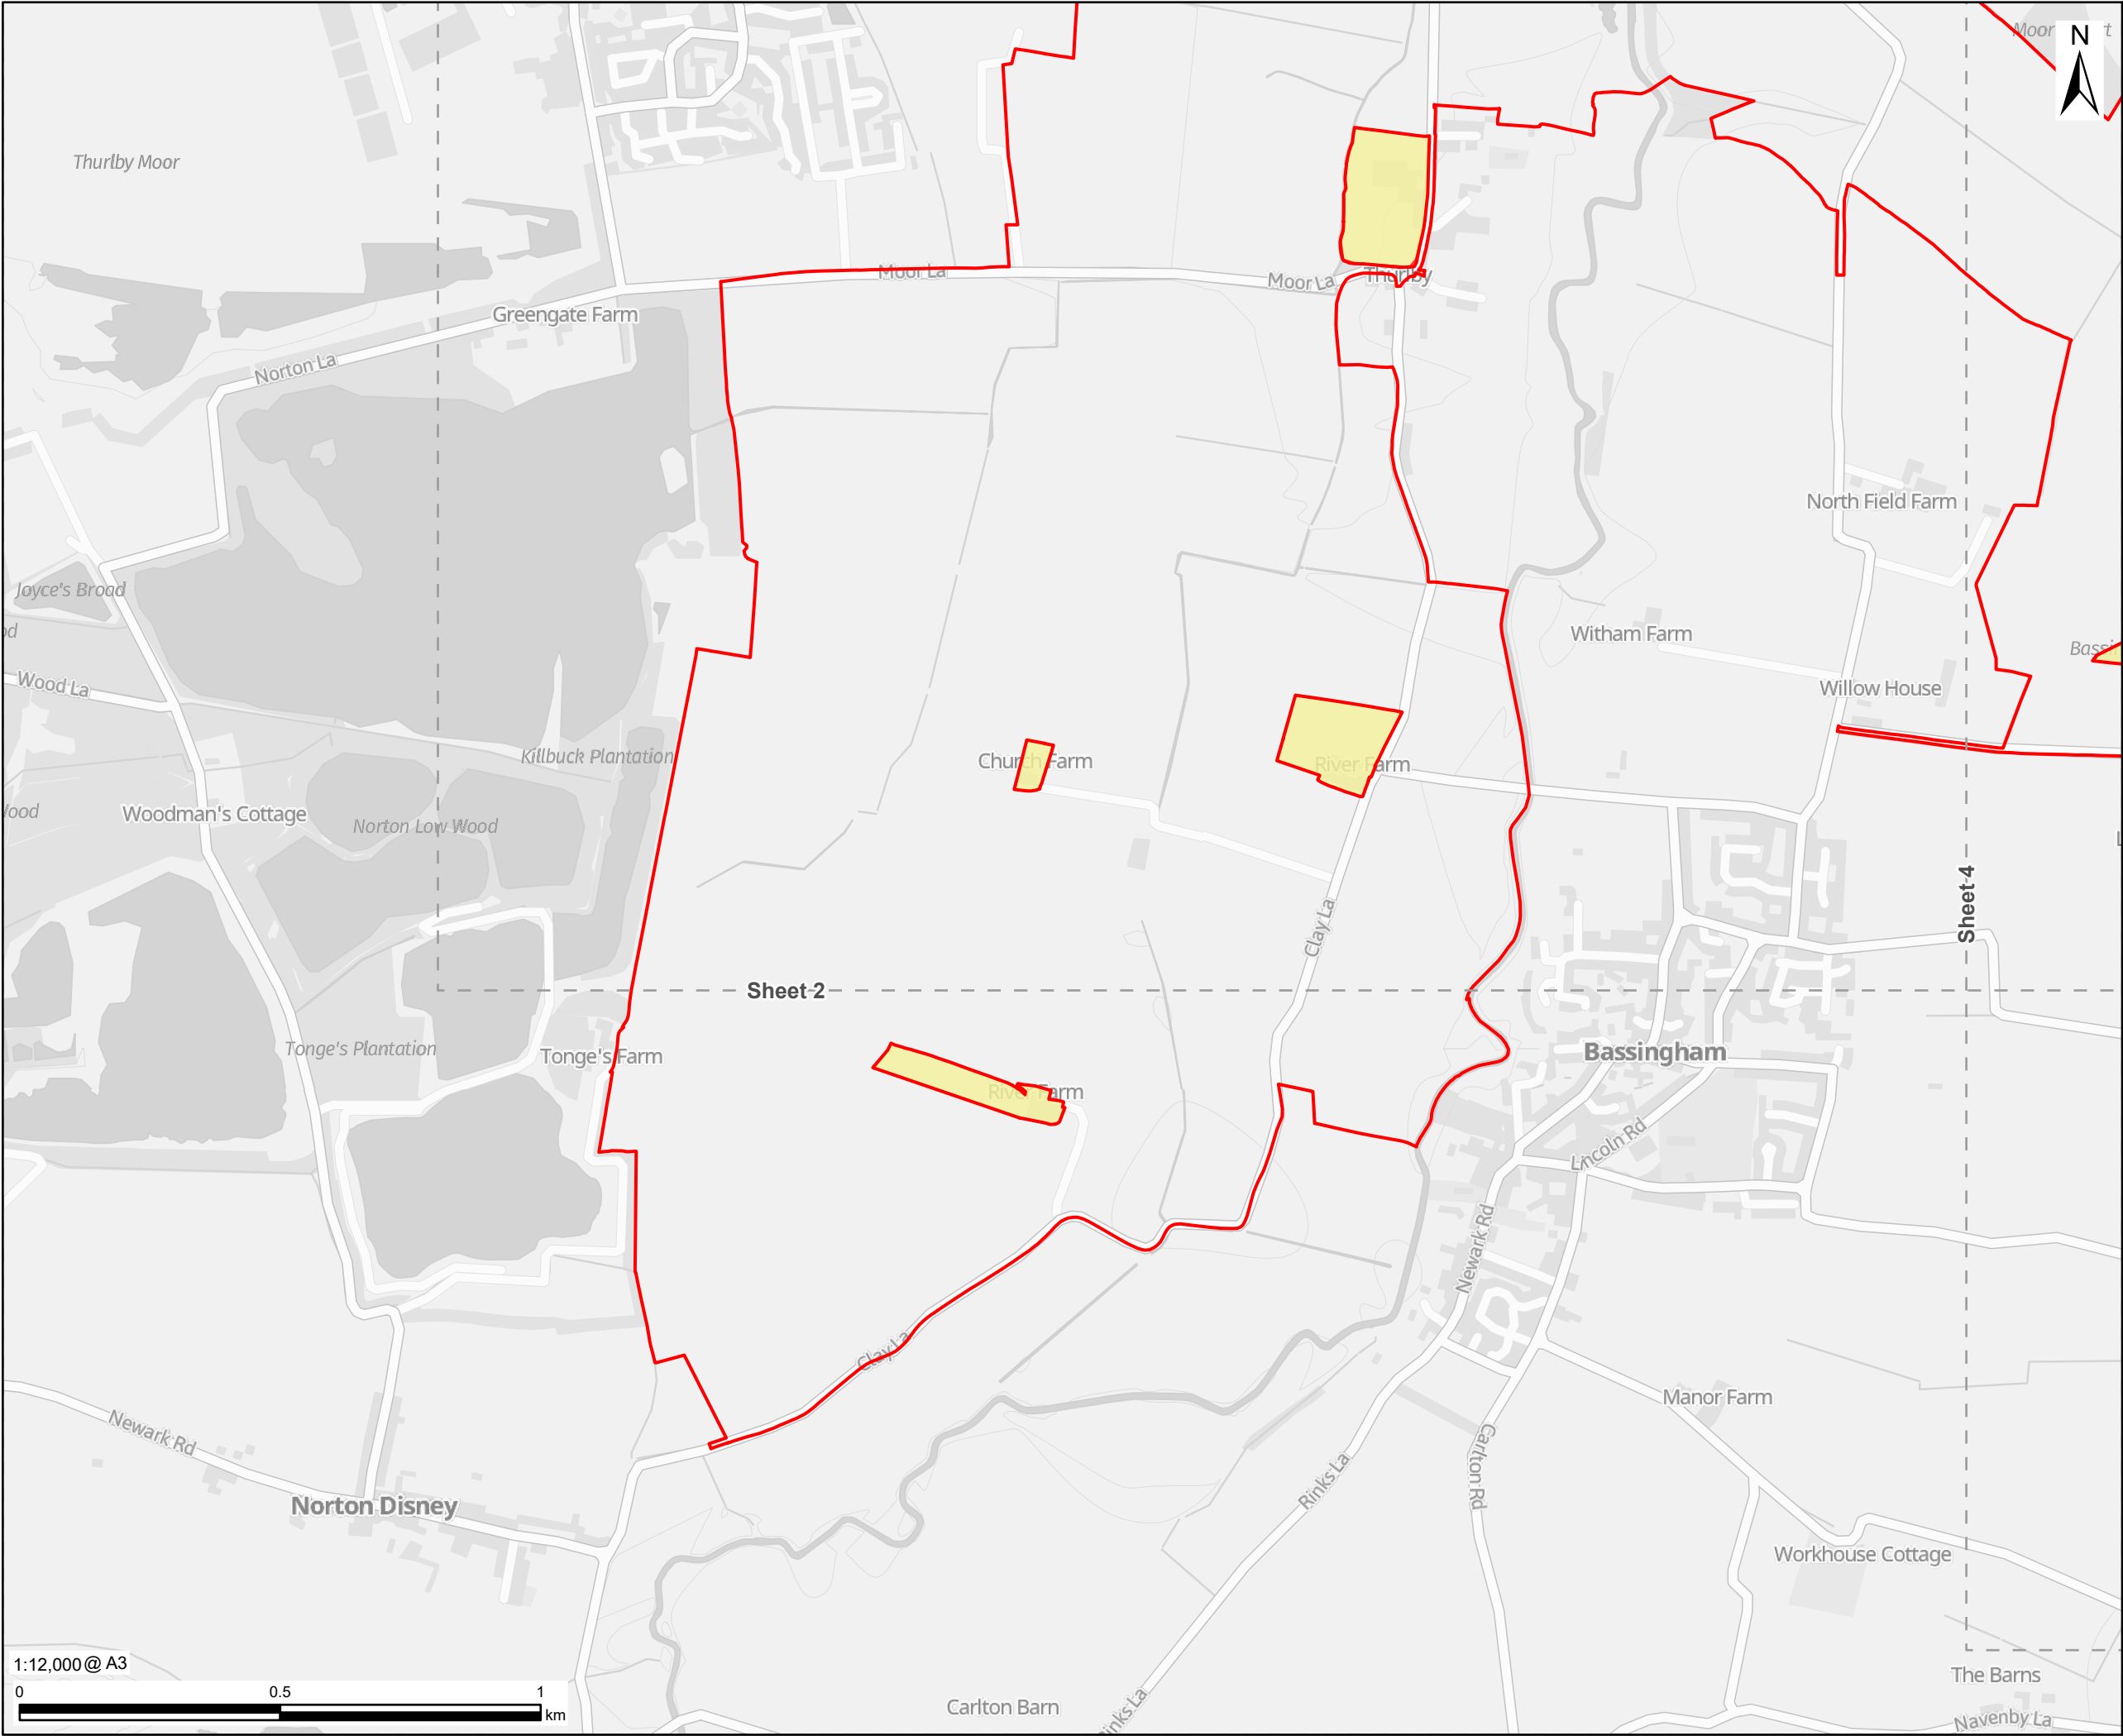 N
Thurlby Moor
Moor La
Moor La
Thurlby
Greengate Farm
Norton La
North Field Farm
Joyce's Broad
Witham Farm
Wood La
Willow House
Killbuck Plantation
Church Farm
River Farm
Woodman's Cottage
Norton Low Wood
Clay La
Sheet 4
Sheet 2
Tonge's Plantation
Tonge's Farm
Bassingham
River Farm
Lincoln Rd
Newark Rd
Clay La
Manor Farm
Newark Rd
Carlton Rd
Rinks La
Norton Disney
Workhouse Cottage
1:12,000 @ A3
The Barns
0 0.5 1
km
Carlton Barn
Rinks La
Navenby La